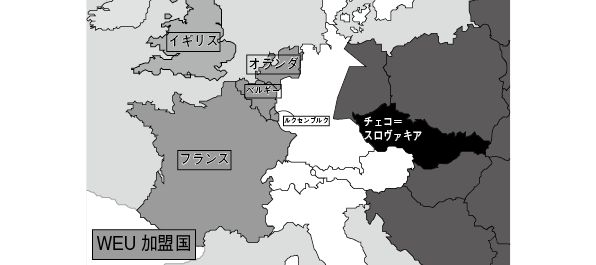 イギリス
オランダ
ベルギー
ルクセンブルク
チェコ＝
スロヴァキア
フランス
WEU 加盟国